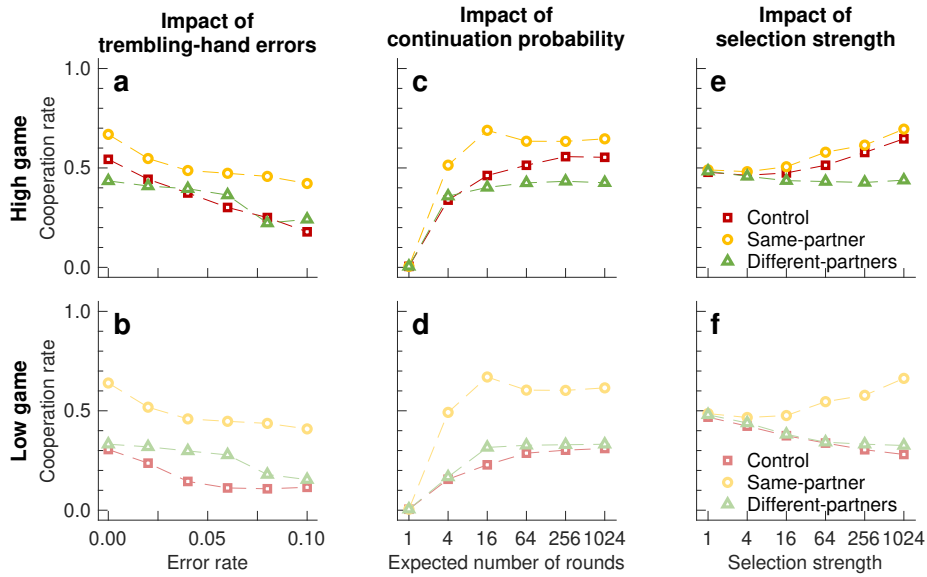 Impact of
trembling-hand errors
Impact of
continuation probability
Impact of
selection strength
High game
Cooperation rate
1.0
0.5
0.0
a
c
e
Control
Same-partner
Different-partners
Low game
Cooperation rate
1.0
0.5
0.0
b
d
f
Control
Same-partner
Different-partners
0.00 0.05 0.10
Error rate
1 4 16 64 256 1024
Expected number of rounds
1 4 16 64 256 1024
Selection strength